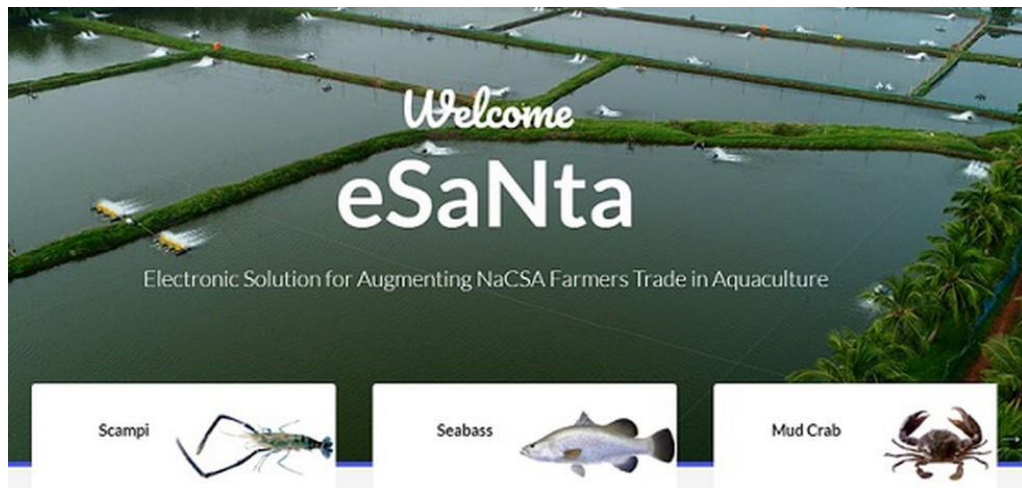 Welcome
eSaNta
Electronic Solution for Augmenting NaCSA Farmers Trade in Aquaculture
Scampi
Seabass
Mud Crab